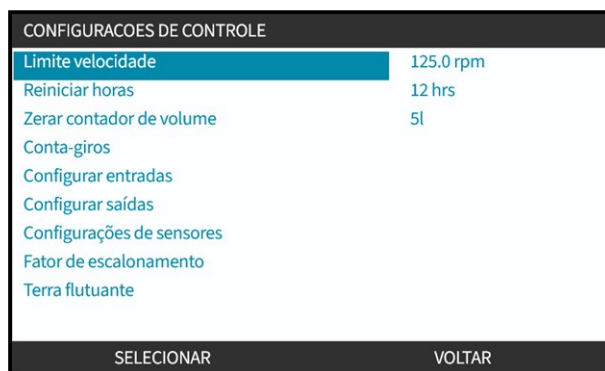 CONFIGURACOES DE CONTROLE
Limite velocidade 125.0 rpm
Reiniciar horas 12 hrs
Zerar contador de volume 5l
Conta-giros
Configurar entradas
Configurar saídas
Configurações de sensores
Fator de escalonamento
Terra flutuante
SELECIONAR VOLTAR